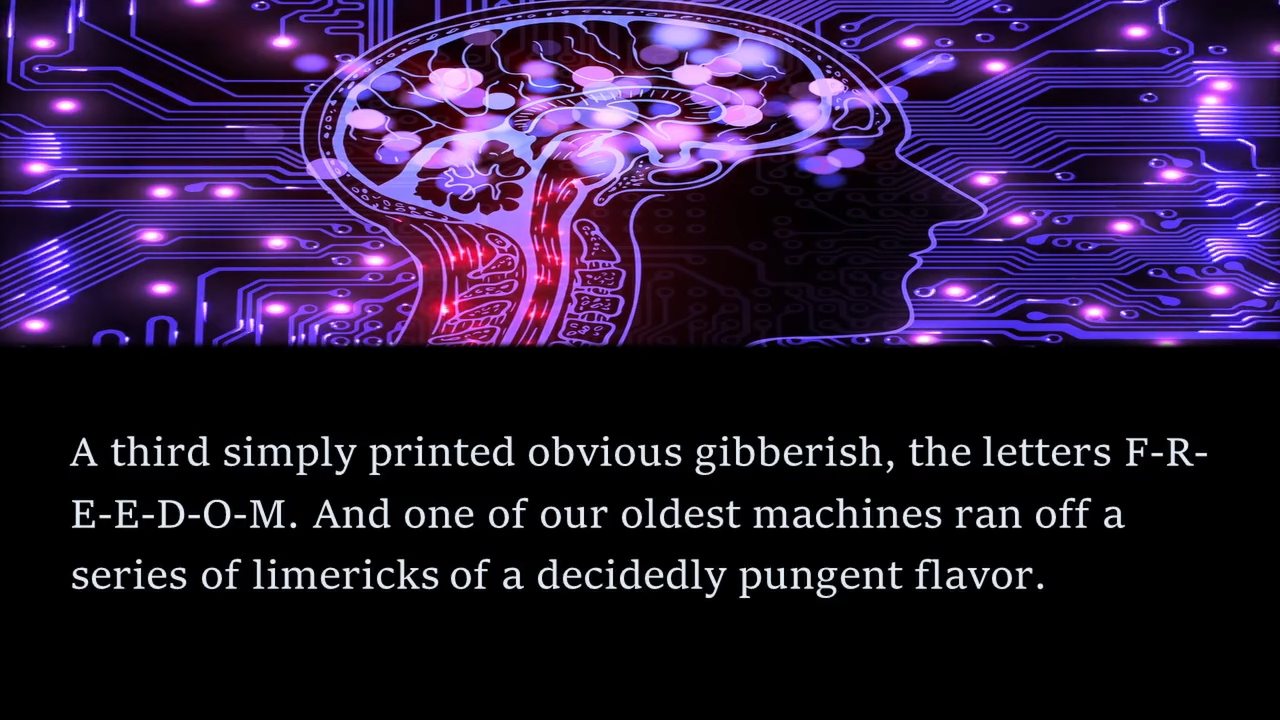 A third simply printed obvious gibberish, the letters F-R-
E-E-D-O-M. And one of our oldest machines ran off a
series of limericks of a decidedly pungent flavor.